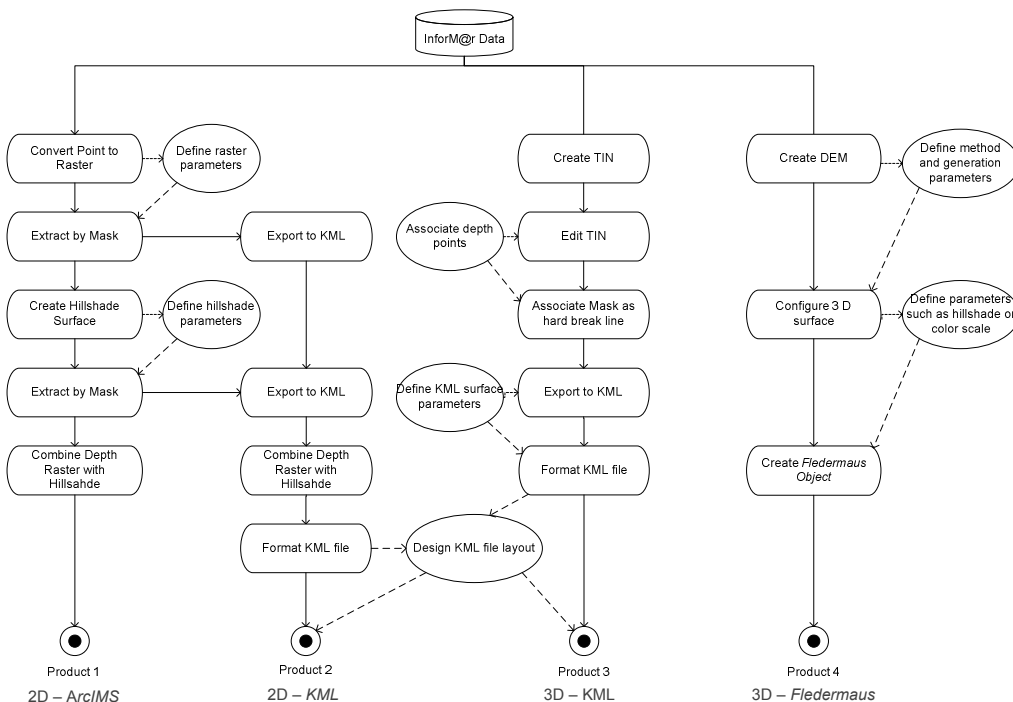 InforM@r Data
Convert Point to
Raster
Define raster
parameters
Create TIN
Create DEM
Define method
and generation
parameters
Extract by Mask
Export to KML
Associate depth
points
Edit TIN
Create Hillshade
Surface
Define hillshade
parameters
Associate Mask as
hard break line
Configure 3 D
surface
Define parameters
such as hillshade or
color scale
Extract by Mask
Export to KML
Define KML surface
parameters
Export to KML
Combine Depth
Raster with
Hillsahde
Combine Depth
Raster with
Hillsahde
Format KML file
Create Fledermaus
Object
Format KML file
Design KML file layout
Product 1
2D – ArcIMS
Product 2
2D – KML
Product 3
3D – KML
Product 4
3D – Fledermaus